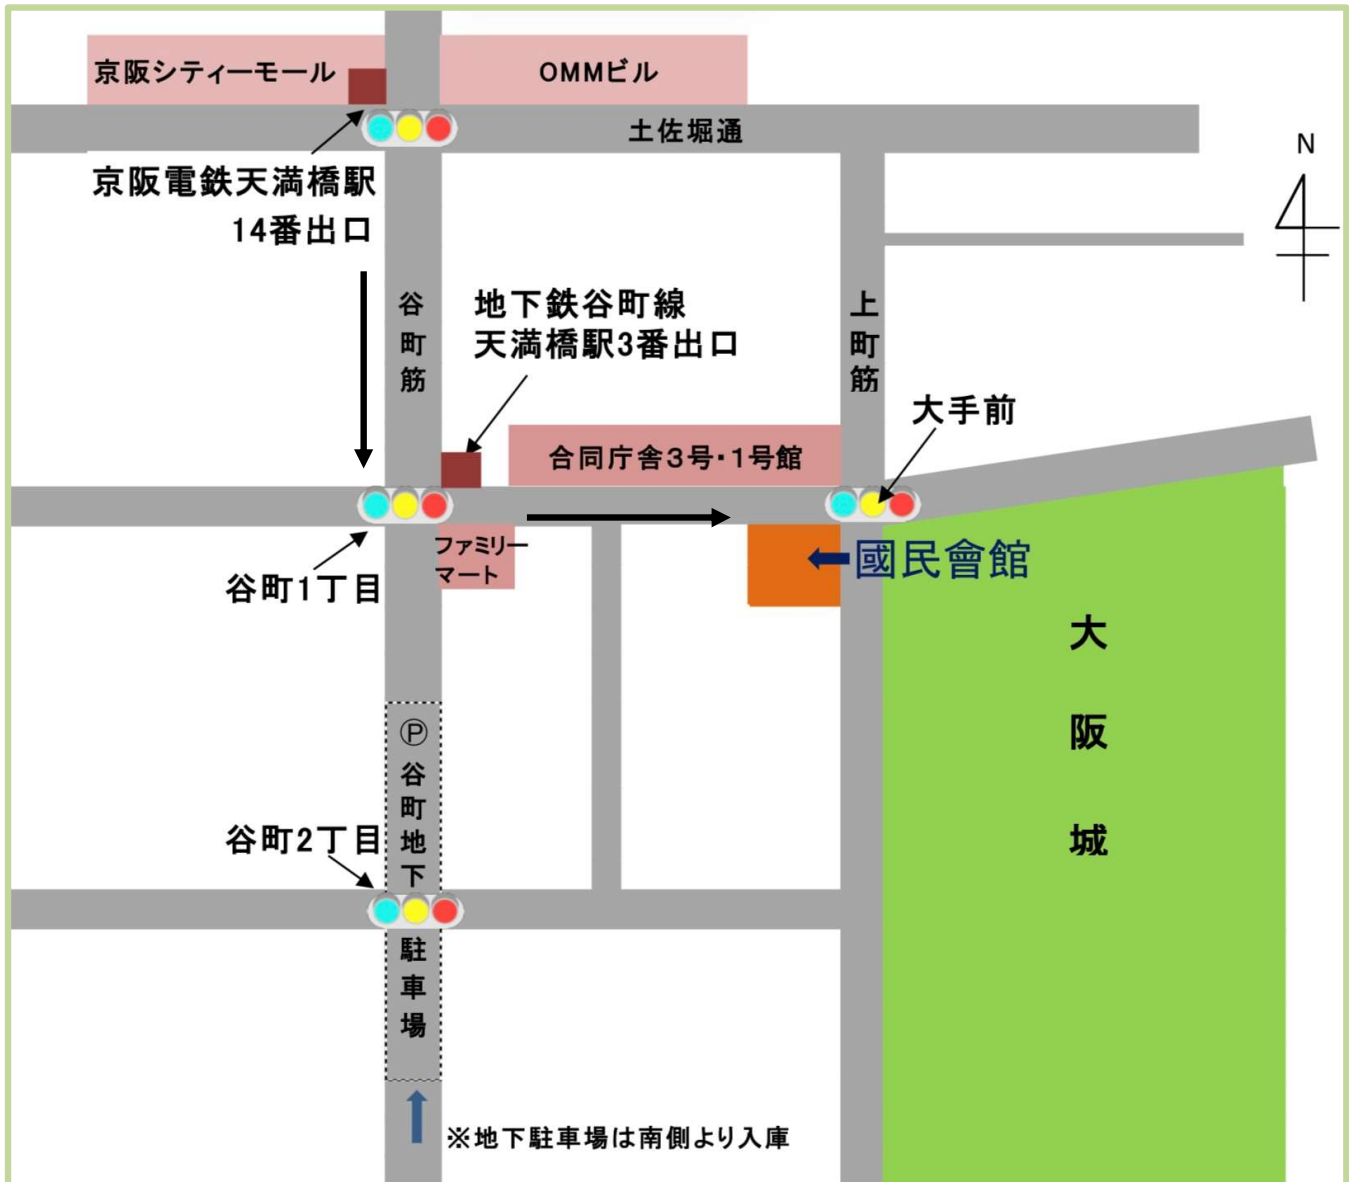 京阪シティーモール
OMMビル
土佐堀通
N
京阪電鉄天満橋駅
14番出口
谷町筋
地下鉄谷町線
天満橋駅3番出口
上町筋
大手前
合同庁舎3号・1号館
ファミリー
マート
國民會館
谷町1丁目
大阪城
Ⓟ谷町地下駐車場
谷町2丁目
※地下駐車場は南側より入庫